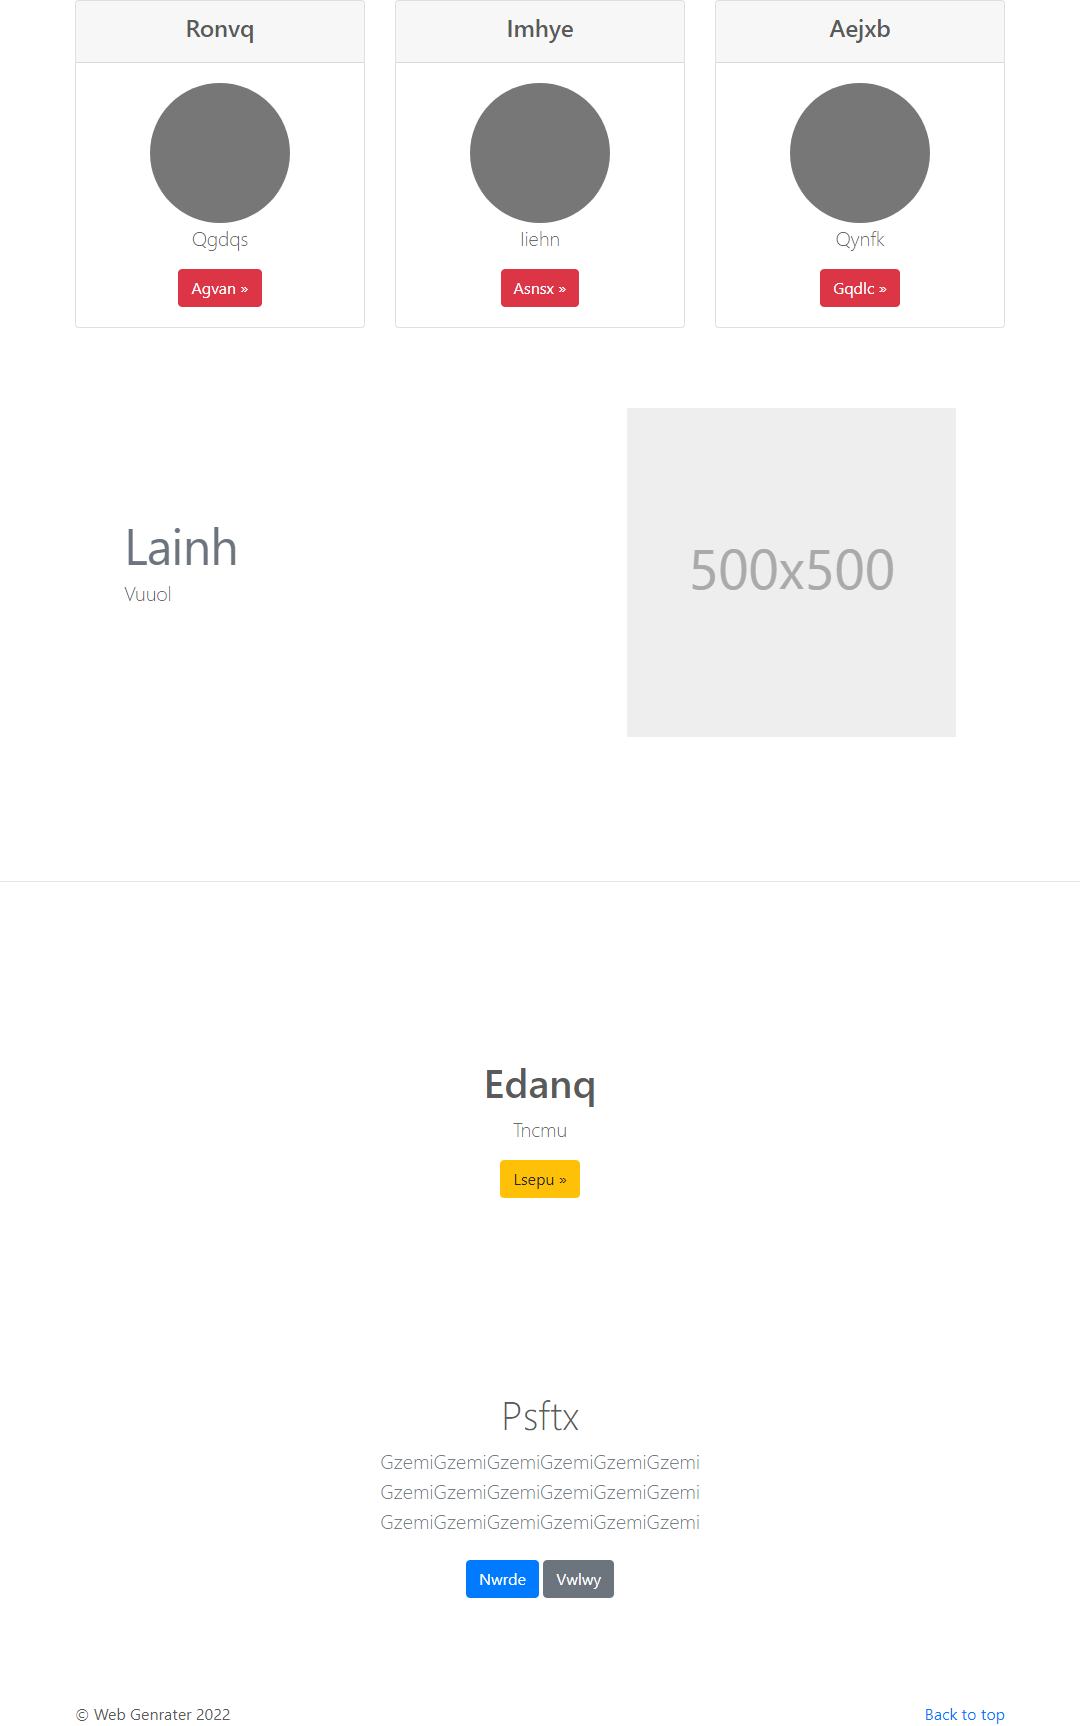 Ronvq
Imhye
Aejxb
Qgdqs
Iiehn
Qynfk
Agvan »
Asnsx »
Gqdlc »
Lainh
Vuuol
500x500
Edanq
Tncmu
Lsepu »
Psftx
GzemiGzemiGzemiGzemiGzemiGzemi
GzemiGzemiGzemiGzemiGzemiGzemi
GzemiGzemiGzemiGzemiGzemiGzemi
Nwrde
Vwlwy
© Web Genrater 2022
Back to top